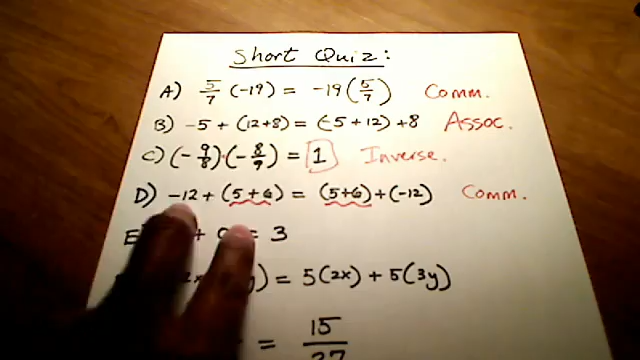 Short Quiz:
A) 5/7 (-19) = -19(5/7) Comm.
B) -5 + (12+8) = (-5+12) +8 Assoc.
C) (-9/8)·(-8/9) = 1 Inverse.
D) -12 + (5+6) = (5+6)+(-12) Comm.
E + = 3
) = 5(2x) + 5(3y)
= 15